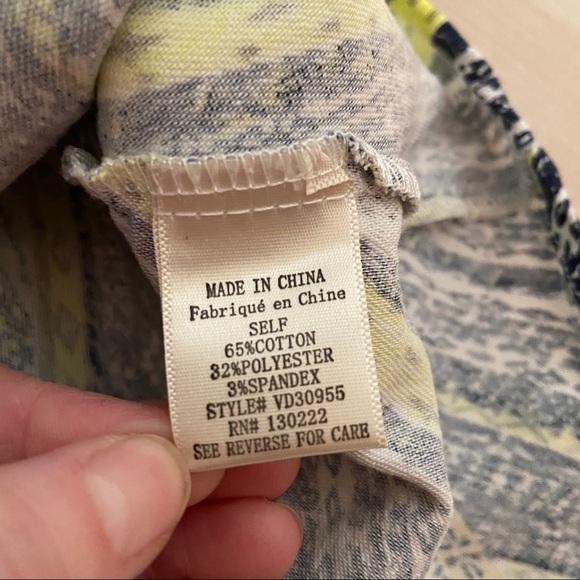 MADE IN CHINA
Fabriqué en Chine
SELF
65%COTTON
32%POLYESTER
3%SPANDEX
STYLE# VD30955
RN# 130222
SEE REVERSE FOR CARE